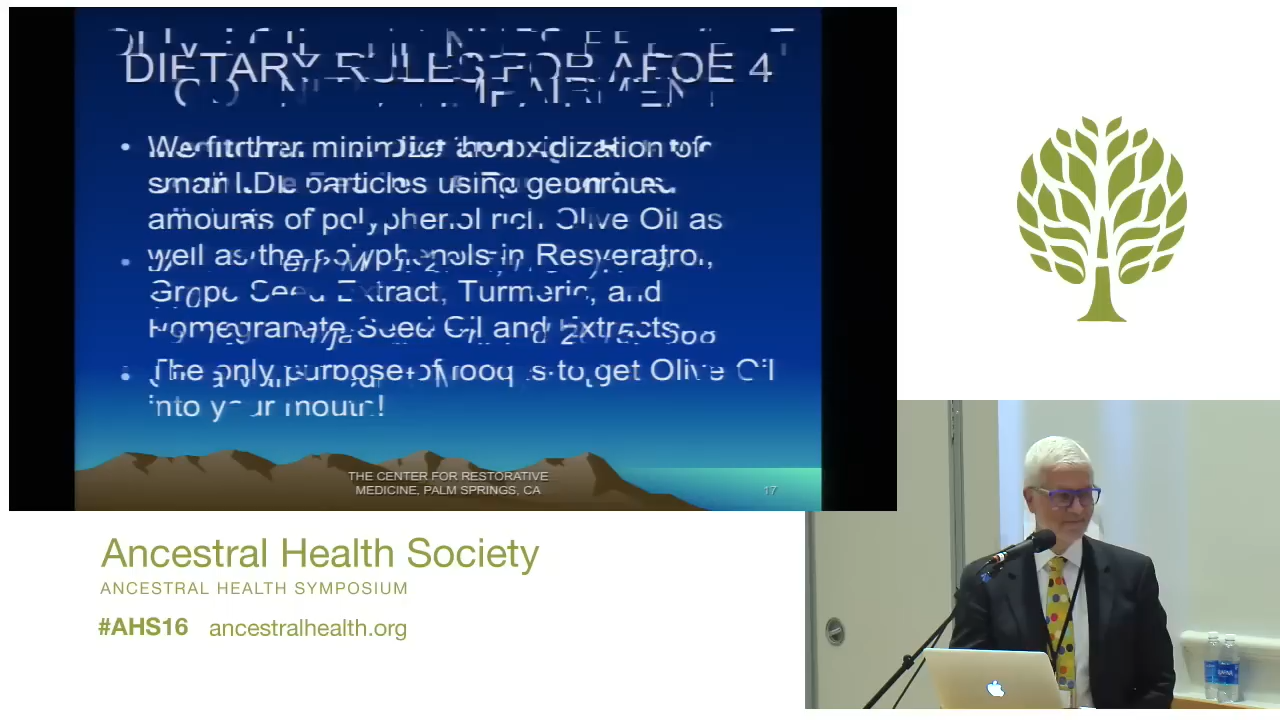 DIETARY RULES FOR APOE 4
• We further minimize the oxidization of
small LDL particles using generous
amounts of polyphenol rich Olive Oil as
well as the polyphenols in Resveratrol,
Grape Seed Extract, Turmeric, and
Pomegranate Seed Oil and Extracts.
• The only purpose of food is to get Olive Oil
into your mouth!
THE CENTER FOR RESTORATIVE
MEDICINE, PALM SPRINGS, CA
17
Ancestral Health Society
ANCESTRAL HEALTH SYMPOSIUM
#AHS16 ancestralhealth.org